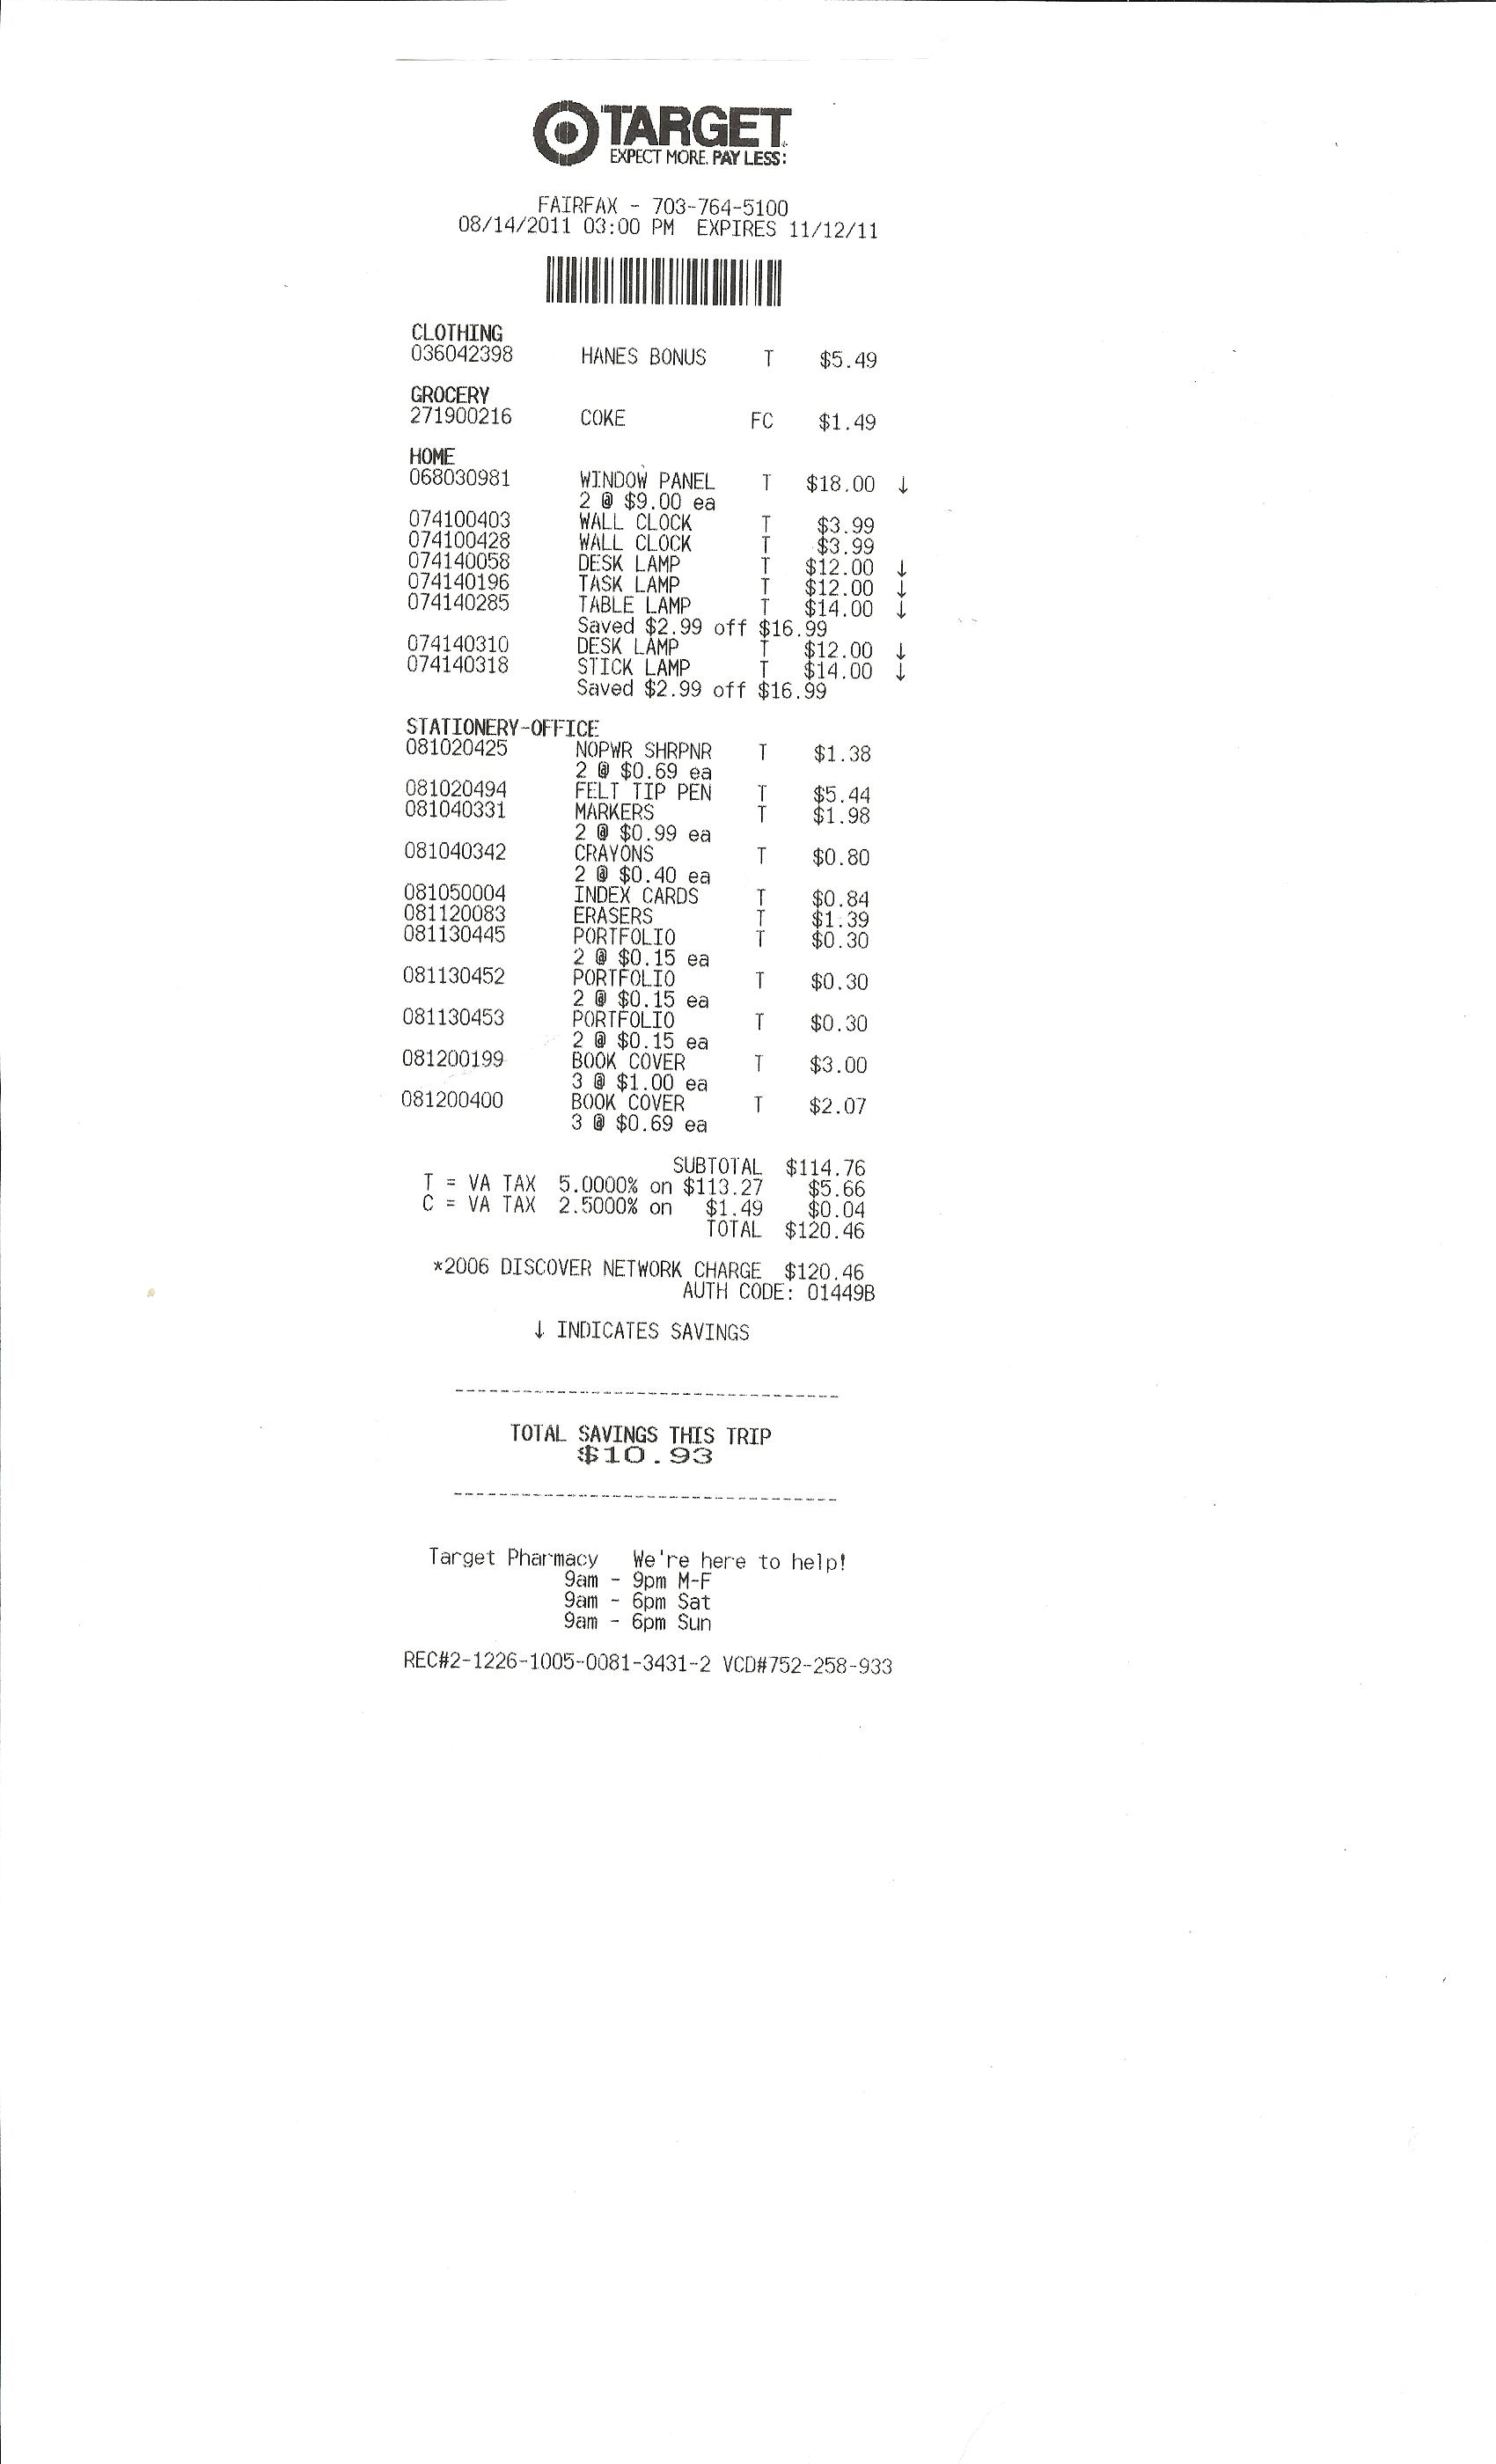 TARGET
EXPECT MORE. PAY LESS.
FAIRFAX - 703-764-5100
08/14/2011 03:00 PM EXPIRES 11/12/11
CLOTHING
036042398 HANES BONUS T $5.49
GROCERY
271900216 COKE FC $1.49
HOME
068030981 WINDOW PANEL T $18.00 ↓
2 @ $9.00 ea
074100403 WALL CLOCK T $3.99
074100428 WALL CLOCK T $3.99
074140058 DESK LAMP T $12.00 ↓
074140196 TASK LAMP T $12.00 ↓
074140285 TABLE LAMP T $14.00 ↓
Saved $2.99 off $16.99
074140310 DESK LAMP T $12.00 ↓
074140318 STICK LAMP T $14.00 ↓
Saved $2.99 off $16.99
STATIONERY-OFFICE
081020425 NOPWR SHRPNR T $1.38
2 @ $0.69 ea
081020494 FELT TIP PEN T $5.44
081040331 MARKERS T $1.98
2 @ $0.99 ea
081040342 CRAYONS T $0.80
2 @ $0.40 ea
081050004 INDEX CARDS T $0.84
081120083 ERASERS T $1.39
081130445 PORTFOLIO T $0.30
2 @ $0.15 ea
081130452 PORTFOLIO T $0.30
2 @ $0.15 ea
081130453 PORTFOLIO T $0.30
2 @ $0.15 ea
081200199 BOOK COVER T $3.00
3 @ $1.00 ea
081200400 BOOK COVER T $2.07
3 @ $0.69 ea
SUBTOTAL $114.76
T = VA TAX 5.0000% on $113.27 $5.66
C = VA TAX 2.5000% on $1.49 $0.04
TOTAL $120.46
*2006 DISCOVER NETWORK CHARGE $120.46
AUTH CODE: 01449B
↓ INDICATES SAVINGS
TOTAL SAVINGS THIS TRIP
$10.93
Target Pharmacy We're here to help!
9am - 9pm M-F
9am - 6pm Sat
9am - 6pm Sun
REC#2-1226-1005-0081-3431-2 VCD#752-258-933